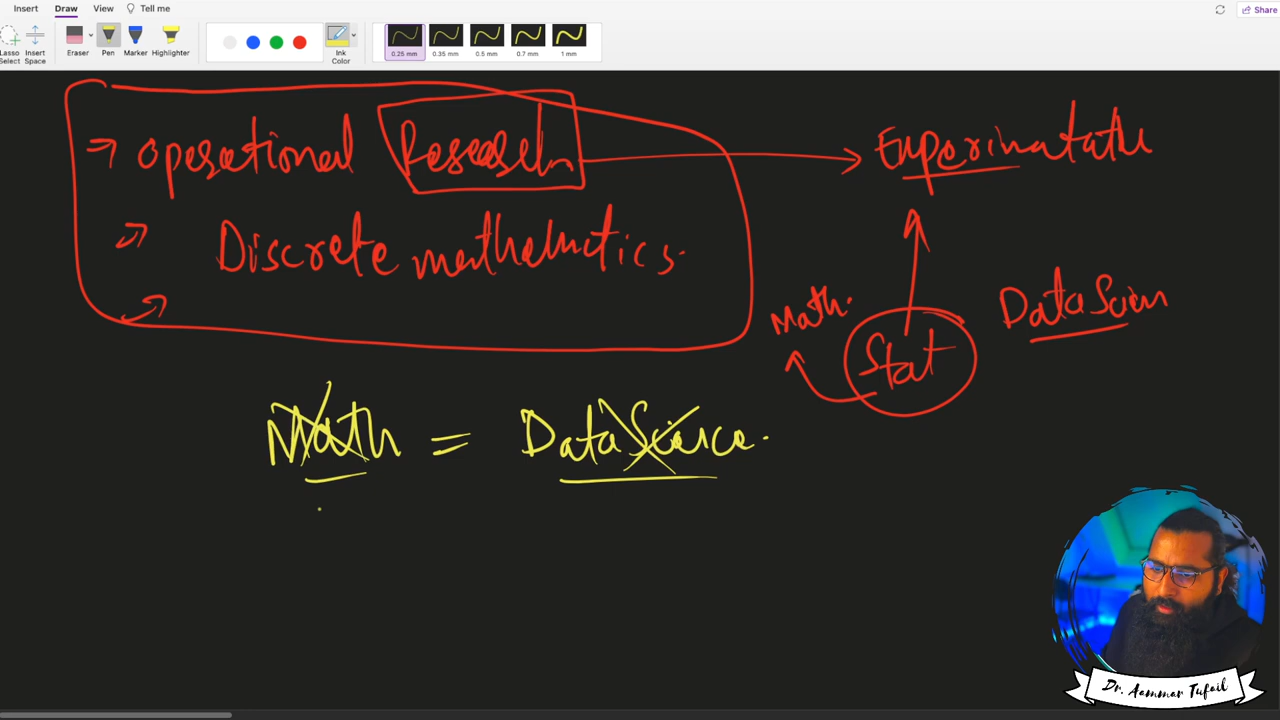 Insert Draw View Tell me Share
Lasso Select Insert Space Eraser Pen Marker Highlighter Ink Color 0.25 mm 0.35 mm 0.5 mm 0.7 mm 1 mm
→ Operational Research → Experimatatn
→ Discrete mathematics.
→
Math. Stat Data Scien
Math = Data Science.
Dr. Aammar Tufail